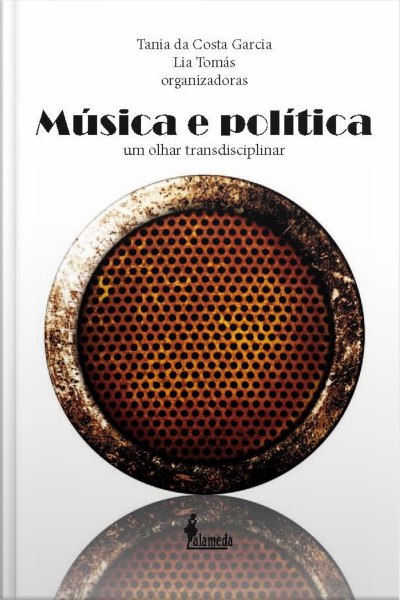 Tania da Costa Garcia
Lia Tomás
organizadoras
Música e política
um olhar transdisciplinar
alameda